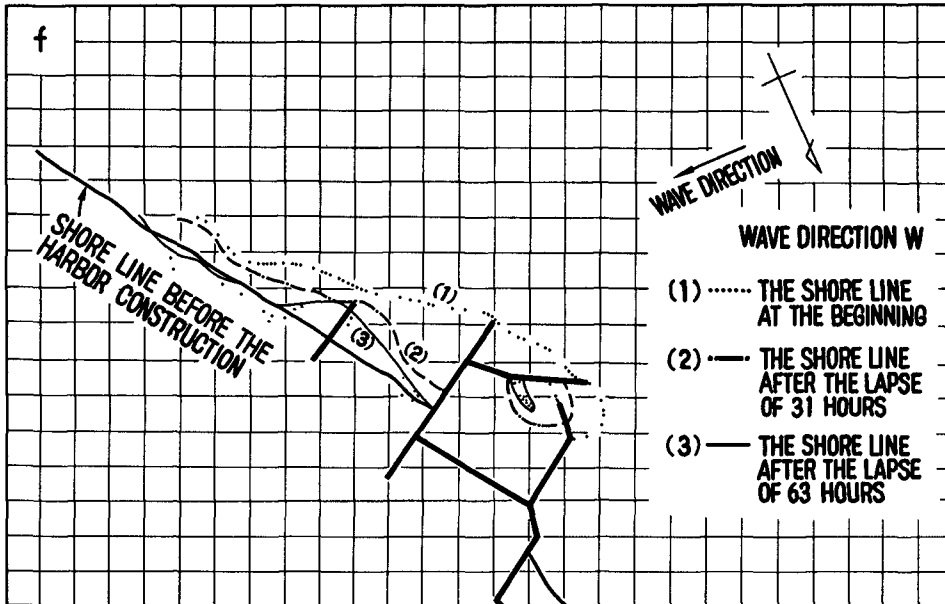 f
WAVE DIRECTION
WAVE DIRECTION W
(1) ······· THE SHORE LINE
AT THE BEGINNING
(2) ·—·— THE SHORE LINE
AFTER THE LAPSE
OF 31 HOURS
(3) —— THE SHORE LINE
AFTER THE LAPSE
OF 63 HOURS
SHORE LINE BEFORE THE
HARBOR CONSTRUCTION
(1)
(2)
(3)